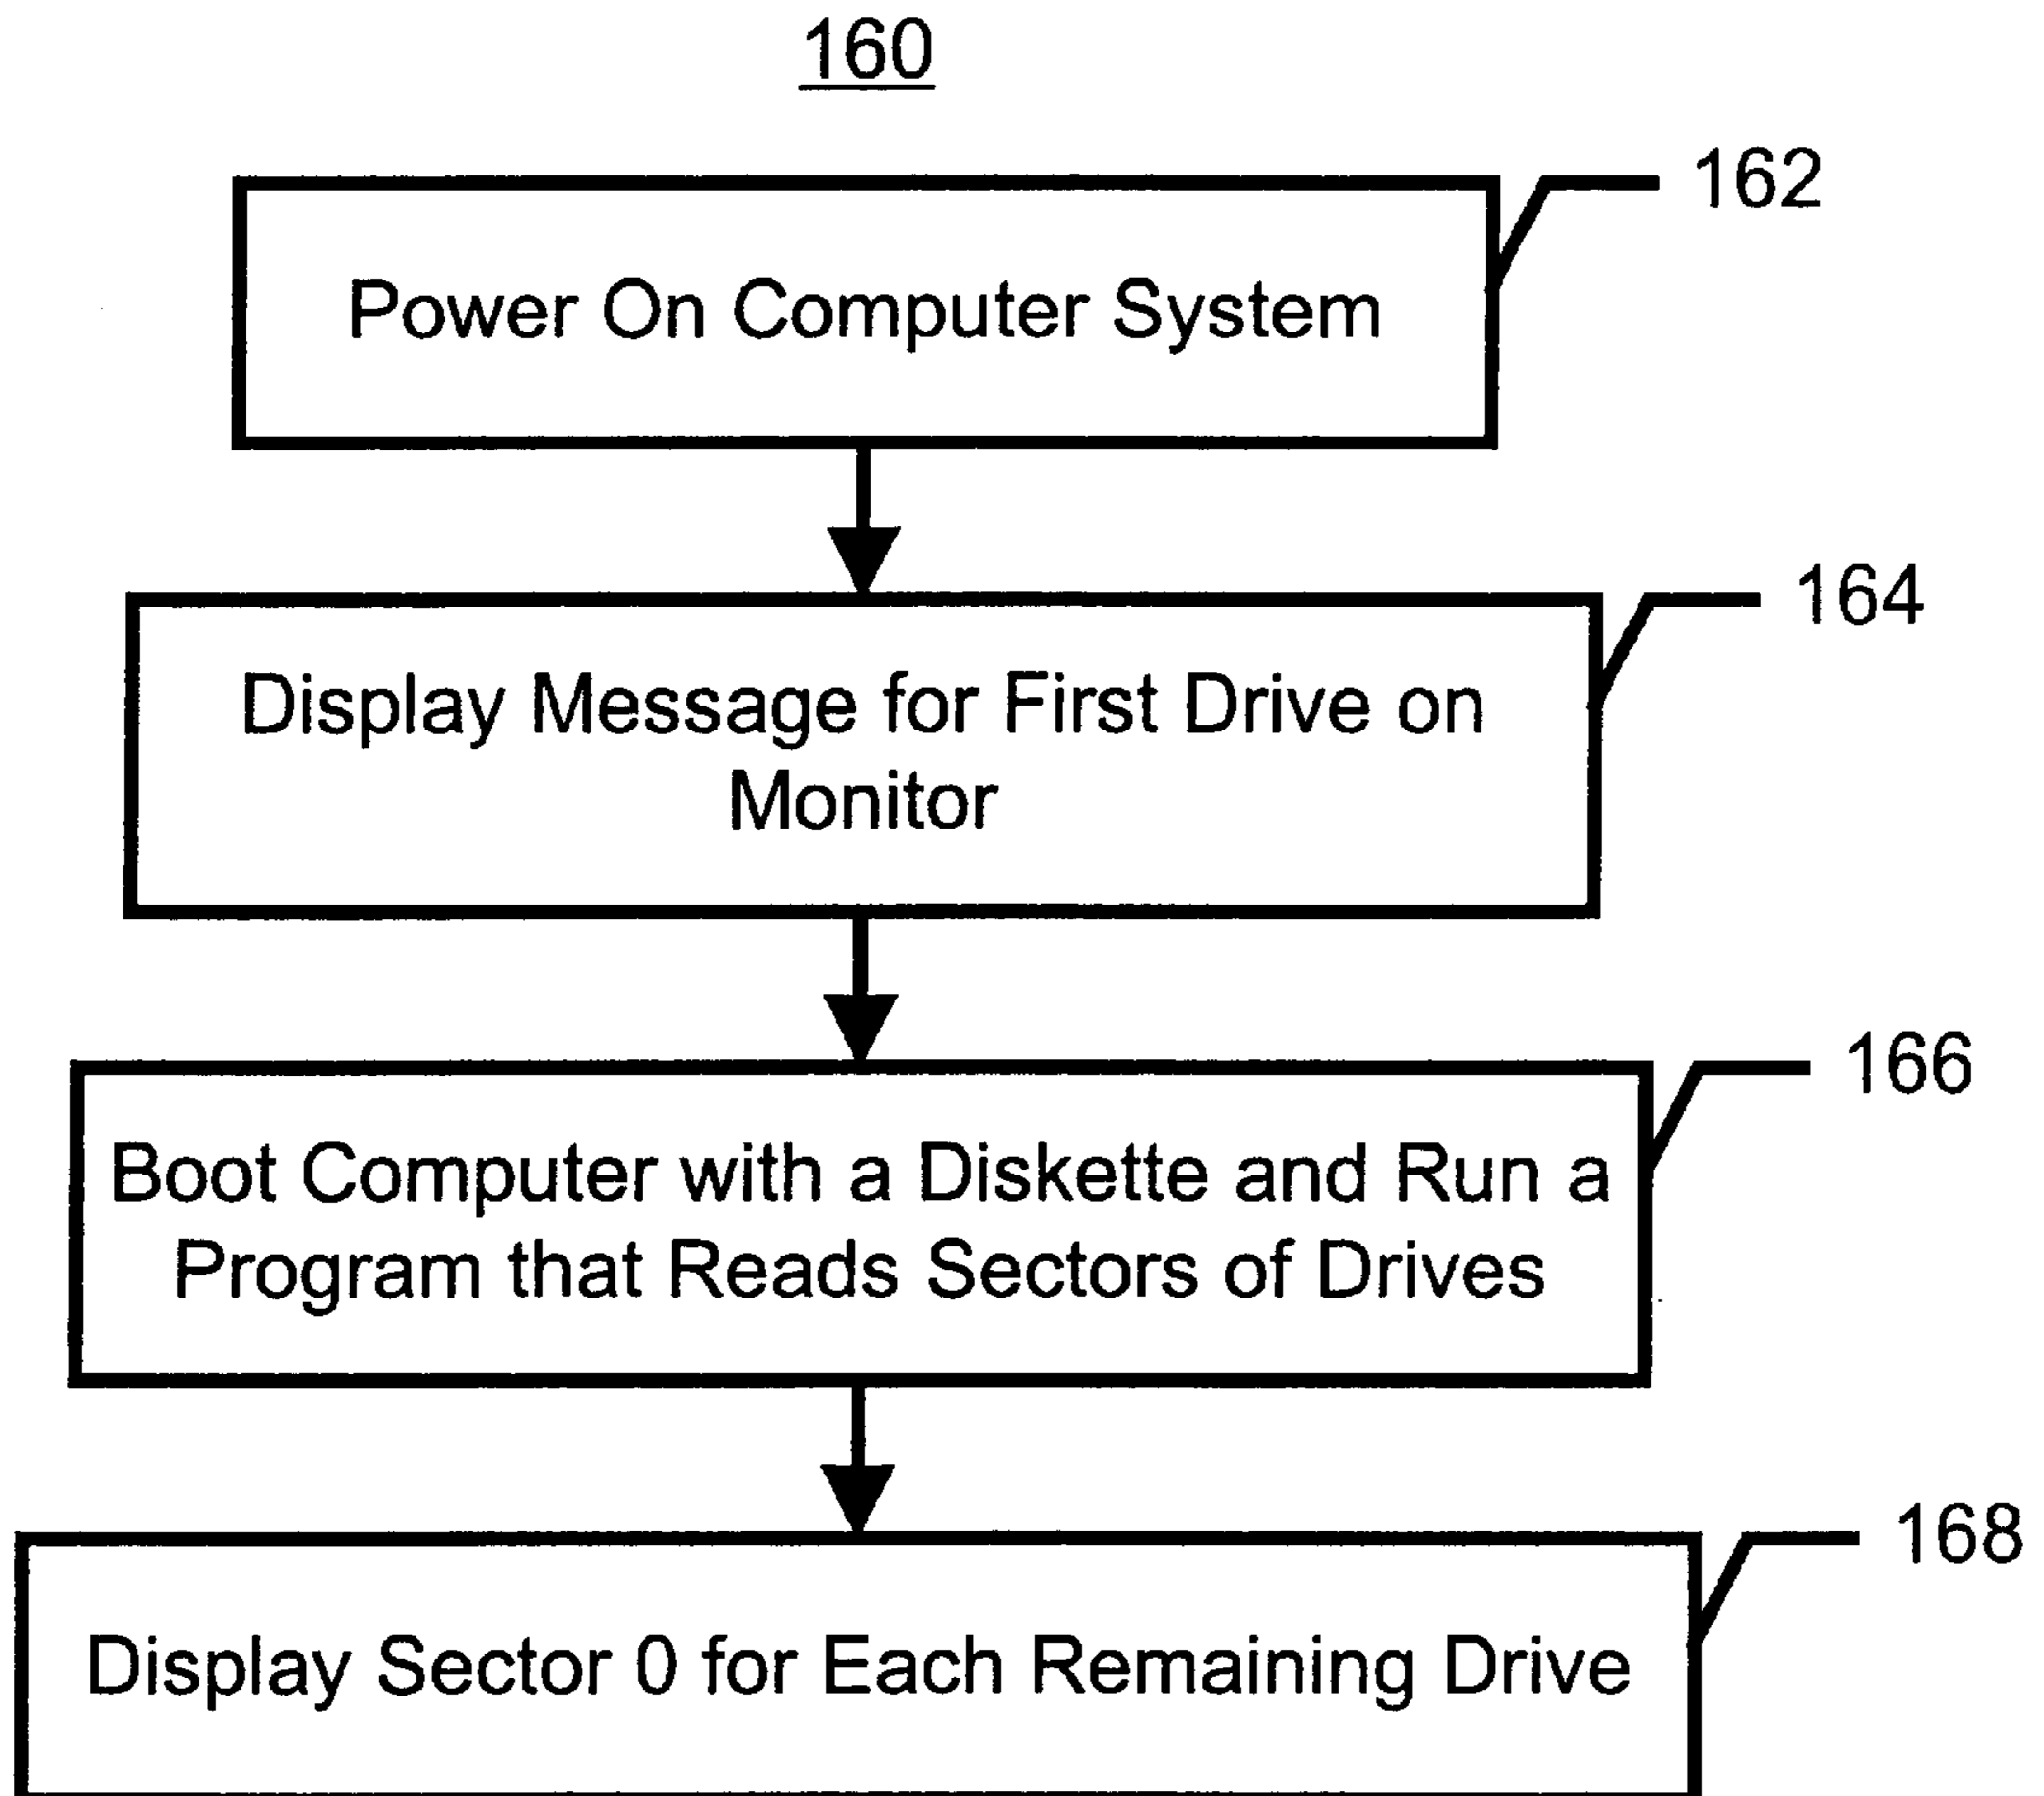 160
162
Power On Computer System
164
Display Message for First Drive on
Monitor
166
Boot Computer with a Diskette and Run a
Program that Reads Sectors of Drives
168
Display Sector 0 for Each Remaining Drive